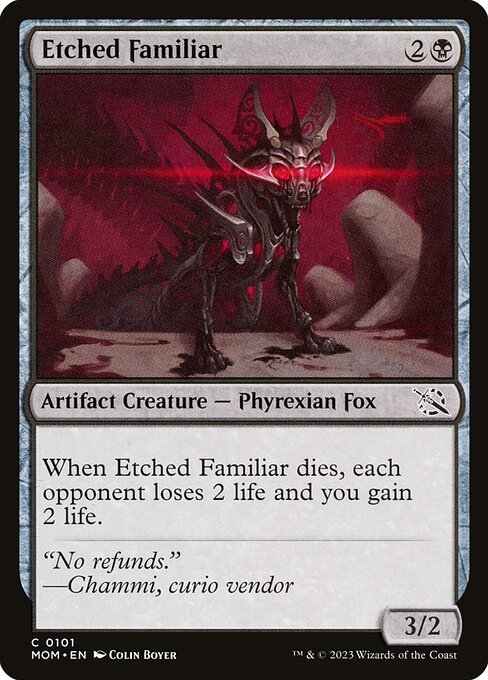 Etched Familiar 2
Artifact Creature — Phyrexian Fox
When Etched Familiar dies, each
opponent loses 2 life and you gain
2 life.
“No refunds.”
—Chammi, curio vendor
3/2
C 0101
MOM • EN Colin Boyer
™ & © 2023 Wizards of the Coast